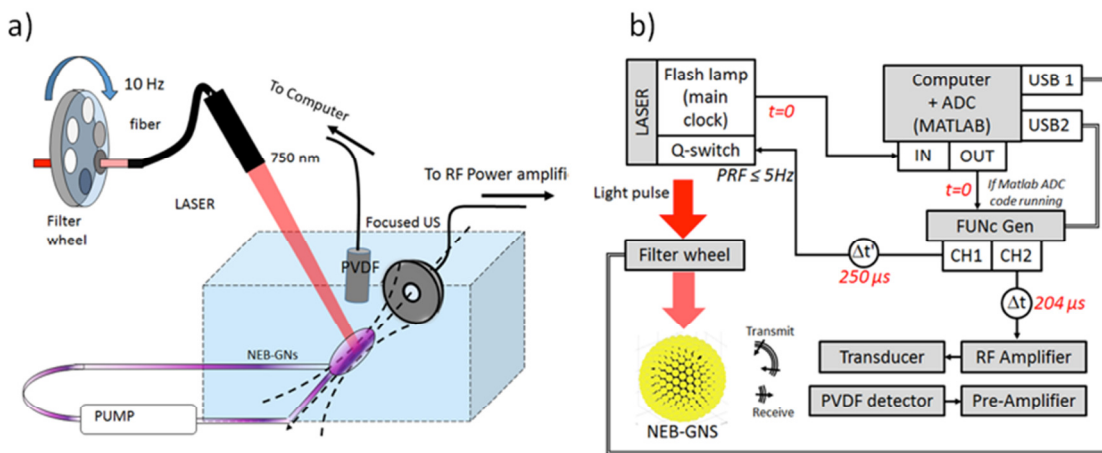 a)
10 Hz
fiber
Filter
wheel
LASER
750 nm
To Computer
To RF Power amplifi
Focused US
PVDF
NEB-GNs
PUMP
b)
LASER
Flash lamp
(main
clock)
Q-switch
t=0
PRF ≤ 5Hz
Computer
+ ADC
(MATLAB)
USB 1
USB2
IN
OUT
t=0
If Matlab ADC
code running
FUNc Gen
CH1
CH2
Light pulse
Filter wheel
Δt'
250 µs
Δt
204 µs
Transmit
Receive
NEB-GNS
Transducer
RF Amplifier
PVDF detector
Pre-Amplifier